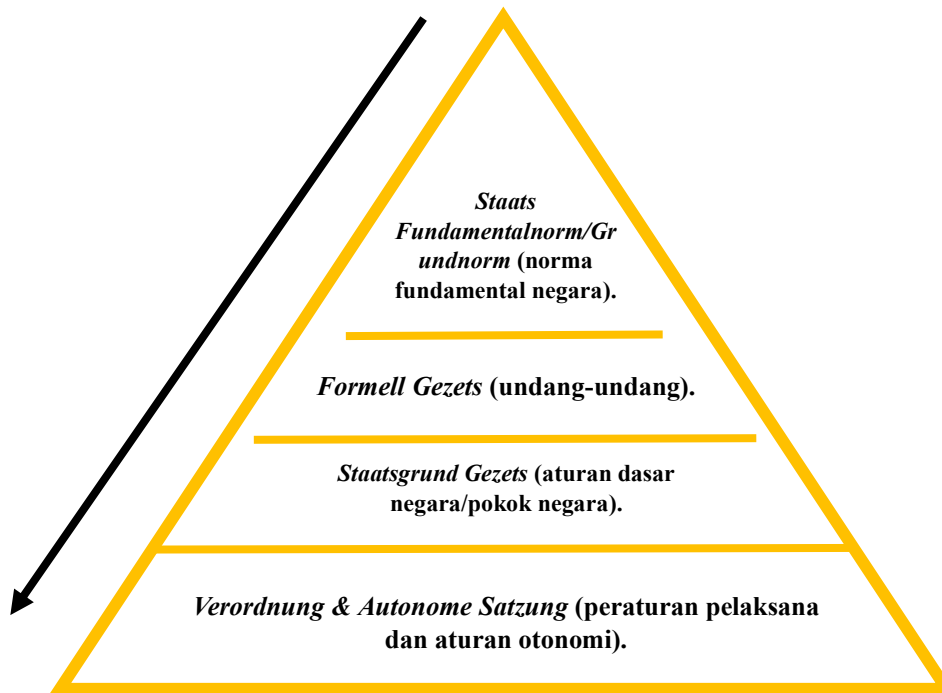 Staats
Fundamentalnorm/Gr
undnorm (norma
fundamental negara).
Formell Gezets (undang-undang).
Staatsgrund Gezets (aturan dasar
negara/pokok negara).
Verordnung & Autonome Satzung (peraturan pelaksana
dan aturan otonomi).